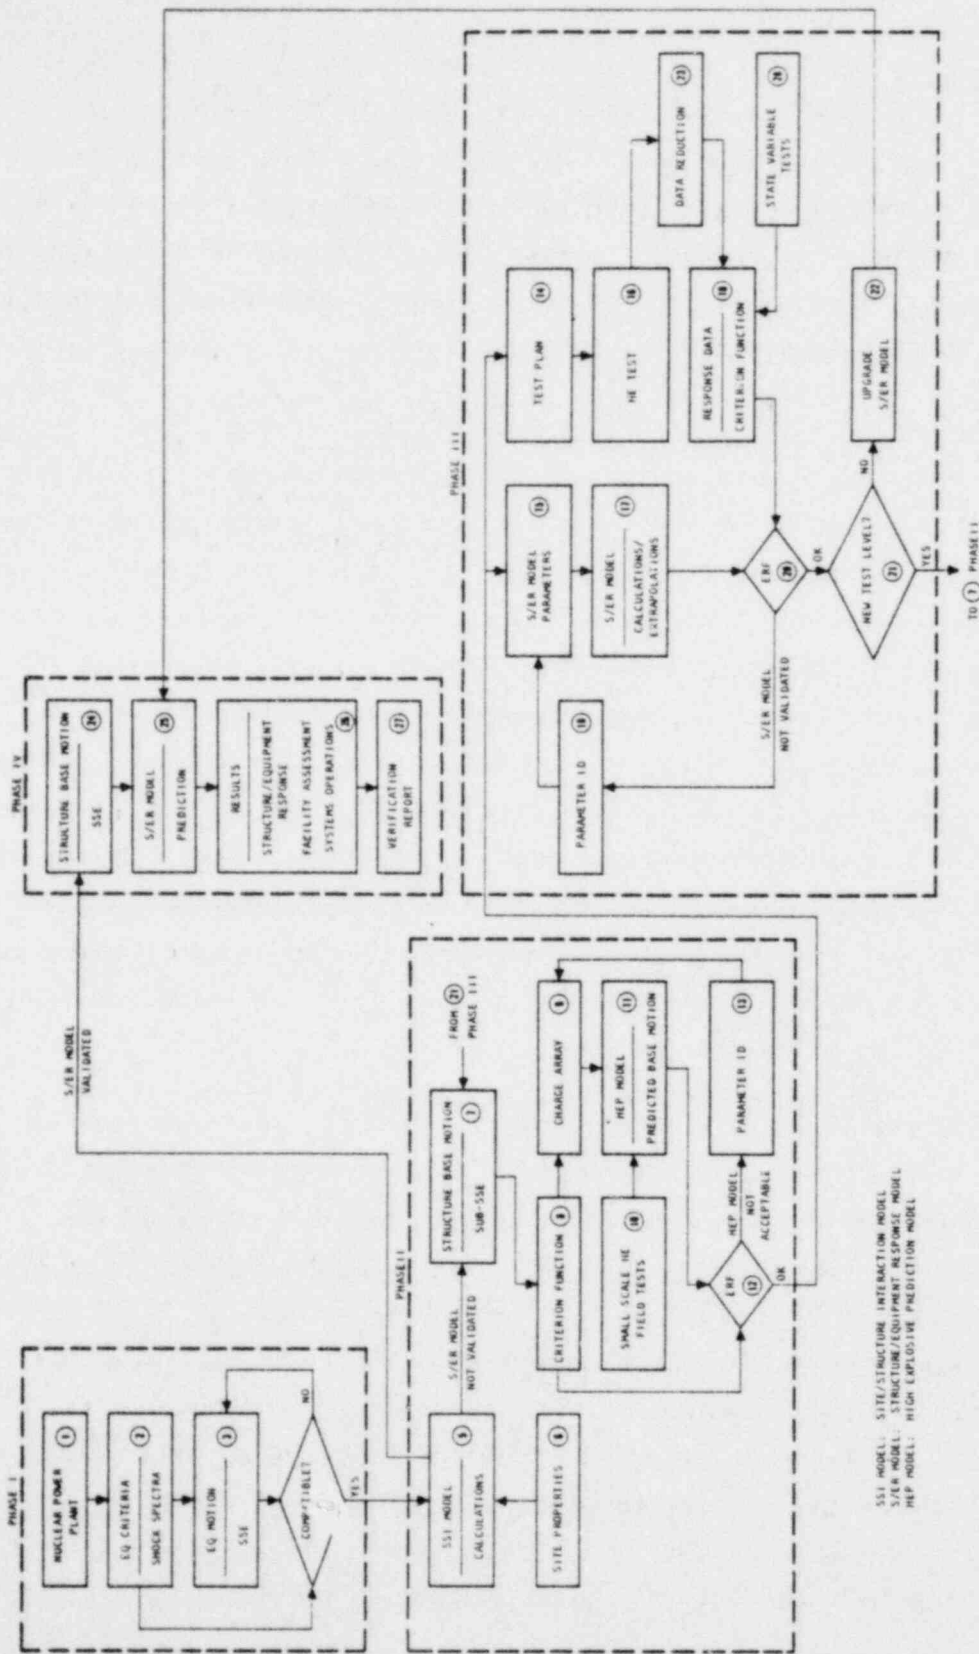 PHASE I
NUCLEAR POWER
PLANT
1
EQ CRITERIA
SHOCK SPECTRA
2
EQ MOTION
SSE
3
NO
YES
PHASE II
SSI MODEL
CALCULATIONS
5
SITE PROPERTIES
6
S/ER MODEL
NOT VALIDATED
S/ER MODEL
VALIDATED
STRUCTURE BASE MOTION
SUB-SSE
7
FROM 21
PHASE III
CRITERION FUNCTION
8
CHARGE ARRAY
SMALL SCALE HE
FIELD TESTS
10
HEP MODEL
PREDICTED BASE MOTION
11
ERF
12
HEP MODEL
NOT
ACCEPTABLE
OK
PARAMETER ID
13
PHASE IV
STRUCTURE BASE MOTION
SSE
24
S/ER MODEL
PREDICTION
25
RESULTS
STRUCTURE/EQUIPMENT
RESPONSE
FACILITY ASSESSMENT
SYSTEMS OPERATIONS
26
VERIFICATION
REPORT
27
PHASE III
TEST PLAN
14
HE TEST
16
DATA REDUCTION
STATE VARIABLE
TESTS
RESPONSE DATA
CRITERION FUNCTION
S/ER MODEL
PARAMETERS
15
S/ER MODEL
CALCULATIONS/
EXTRAPOLATIONS
17
PARAMETER ID
S/ER MODEL
NOT VALIDATED
ERF
20
OK
NEW TEST LEVEL?
21
NO
UPGRADE
S/ER MODEL
22
YES
TO 7 PHASE II
SSI MODEL: SITE/STRUCTURE INTERACTION MODEL
S/ER MODEL: STRUCTURE/EQUIPMENT RESPONSE MODEL
HEP MODEL: HIGH EXPLOSIVE PREDICTION MODEL